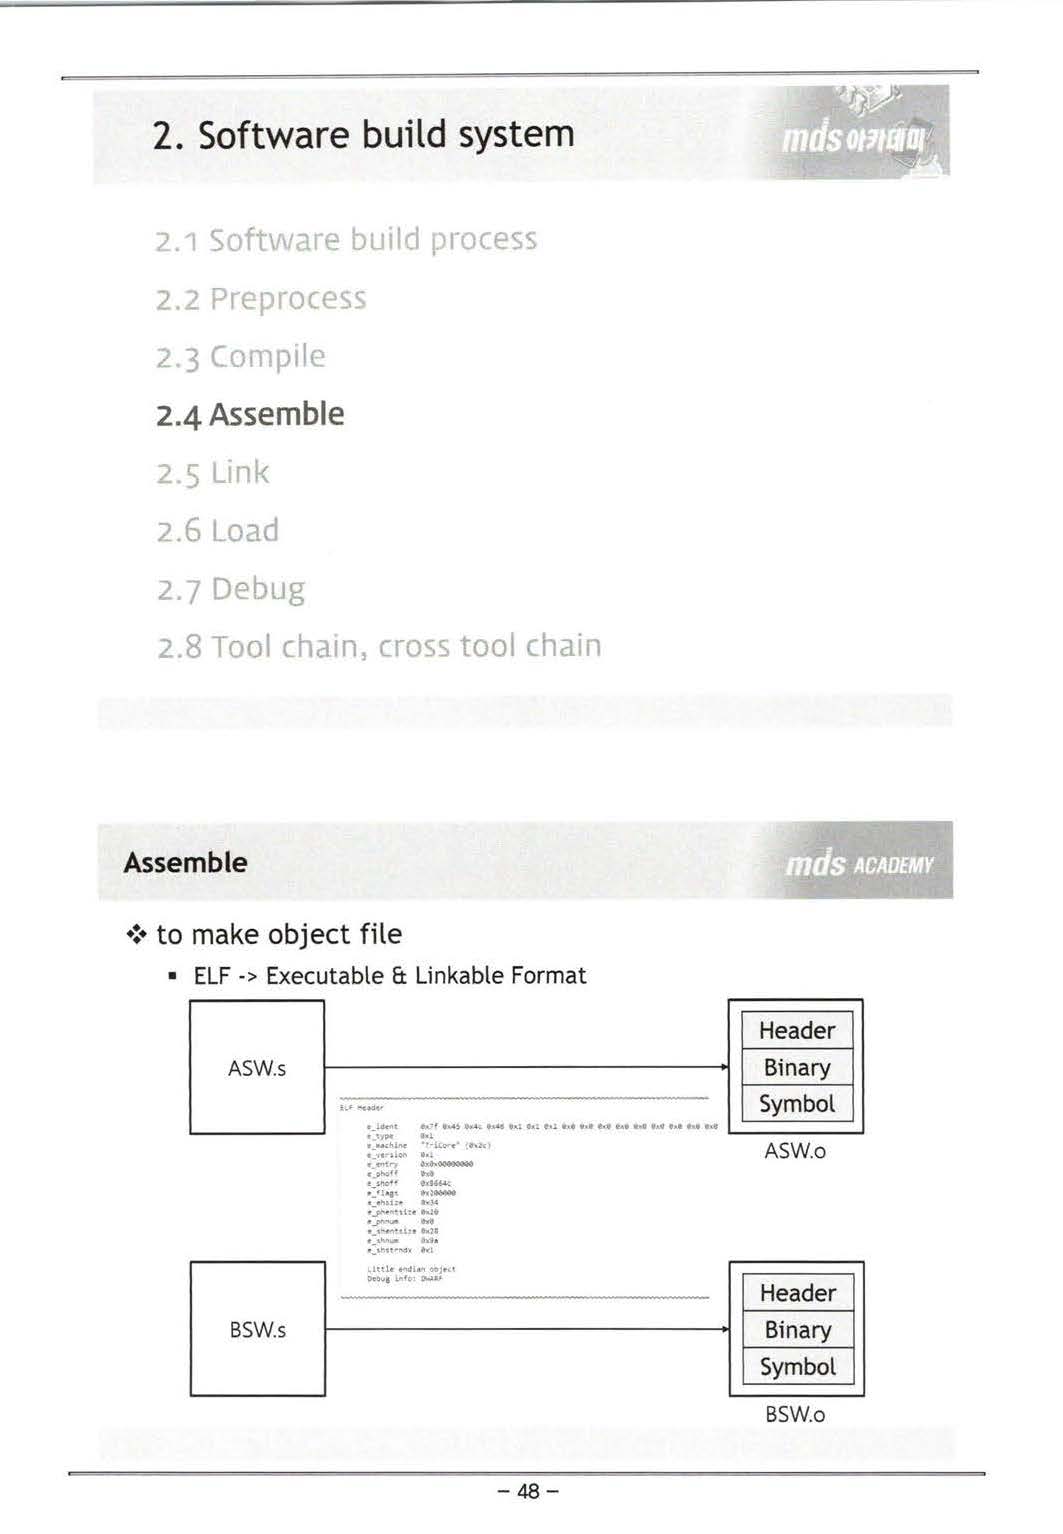 2. Software build system
mds 아카데미
2.1 Software build process
2.2 Preprocess
2.3 Compile
2.4 Assemble
2.5 Link
2.6 Load
2.7 Debug
2.8 Tool chain, cross tool chain
Assemble
mds ACADEMY
❖ to make object file
▪ ELF -> Executable & Linkable Format
ASW.s
Header
Binary
Symbol
ASW.o
ELF Header
e_ident 0x7f 0x45 0x4c 0x46 0x1 0x1 0x1 0x0 0x0 0x0 0x0 0x0 0x0 0x0 0x0 0x0
e_type 0x1
e_machine "TriCore" (0x2c)
e_version 0x1
e_entry 0x0x00000000
e_phoff 0x0
e_shoff 0x8664c
e_flags 0x200000
e_ehsize 0x34
e_phentsize 0x20
e_phnum 0x0
e_shentsize 0x28
e_shnum 0x9a
e_shstrndx 0x1
Little endian object
Debug info: DWARF
BSW.s
Header
Binary
Symbol
BSW.o
- 48 -